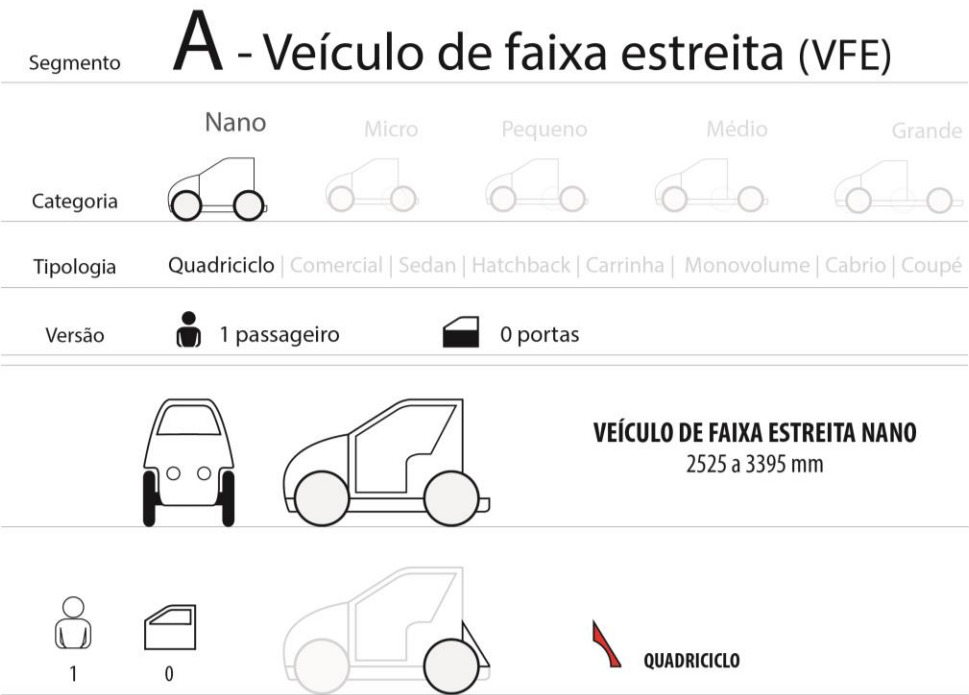 Segmento A - Veículo de faixa estreita (VFE)
Nano Micro Pequeno Médio Grande
Categoria
Tipologia Quadriciclo | Comercial | Sedan | Hatchback | Carrinha | Monovolume | Cabrio | Coupé
Versão 1 passageiro 0 portas
VEÍCULO DE FAIXA ESTREITA NANO
2525 a 3395 mm
1 0
QUADRICICLO